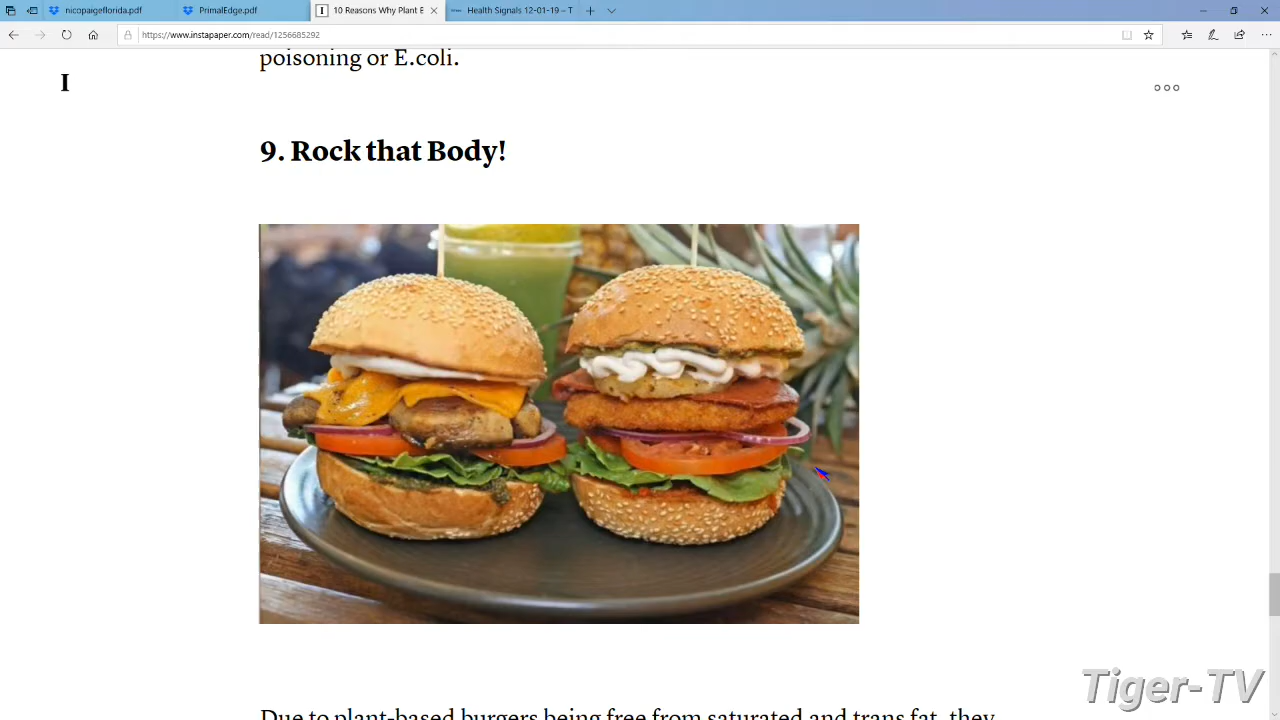 nicopaigeflorida.pdf
PrimalEdge.pdf
I 10 Reasons Why Plant B
Health Signals 12-01-19 – T
https://www.instapaper.com/read/1256685292
poisoning or E.coli.
I
9. Rock that Body!
Due to plant-based burgers being free from saturated and trans fat, they
Tiger-TV